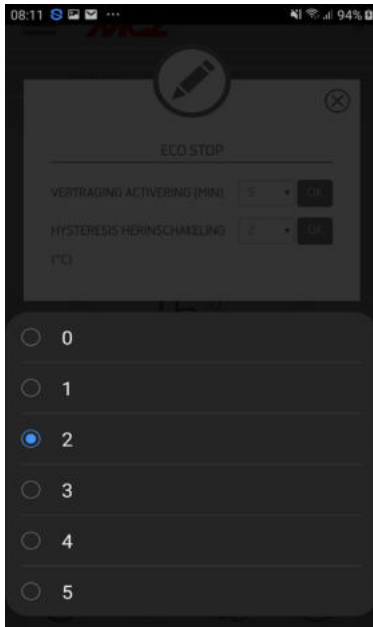 08:11 ... 94%
MCZ
ECO STOP
VERTRAGING ACTIVERING (MIN) 5 OK
HYSTERESIS HERINSCHAKELING 2 OK
(°C)
0
1
2
3
4
5